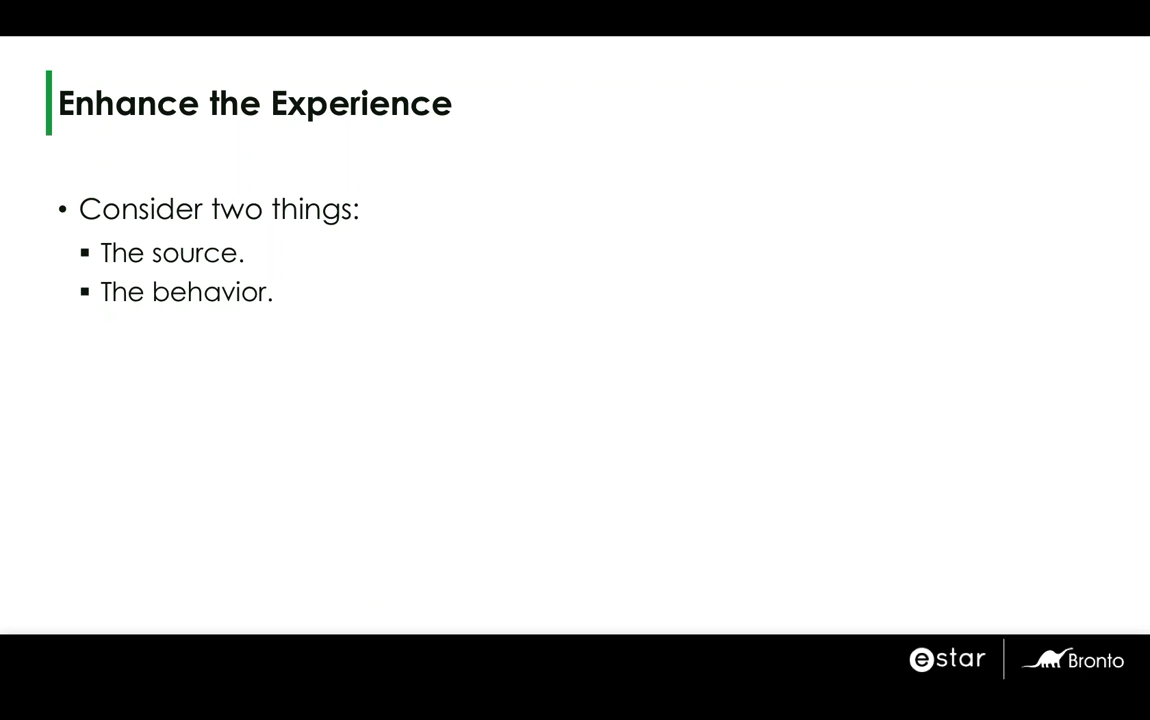 Enhance the Experience
• Consider two things:
▪ The source.
▪ The behavior.
estar | Bronto